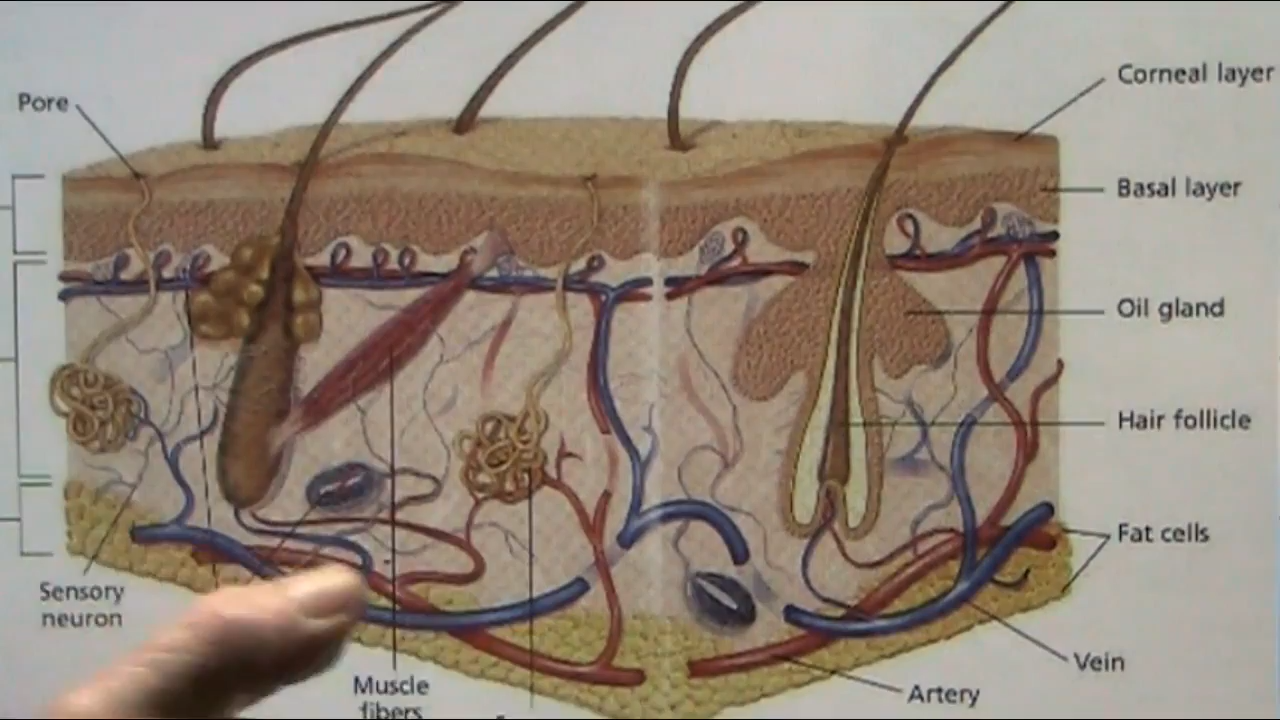 Pore
Corneal layer
Basal layer
Oil gland
Hair follicle
Fat cells
Sensory
neuron
Vein
Muscle
fibers
Artery